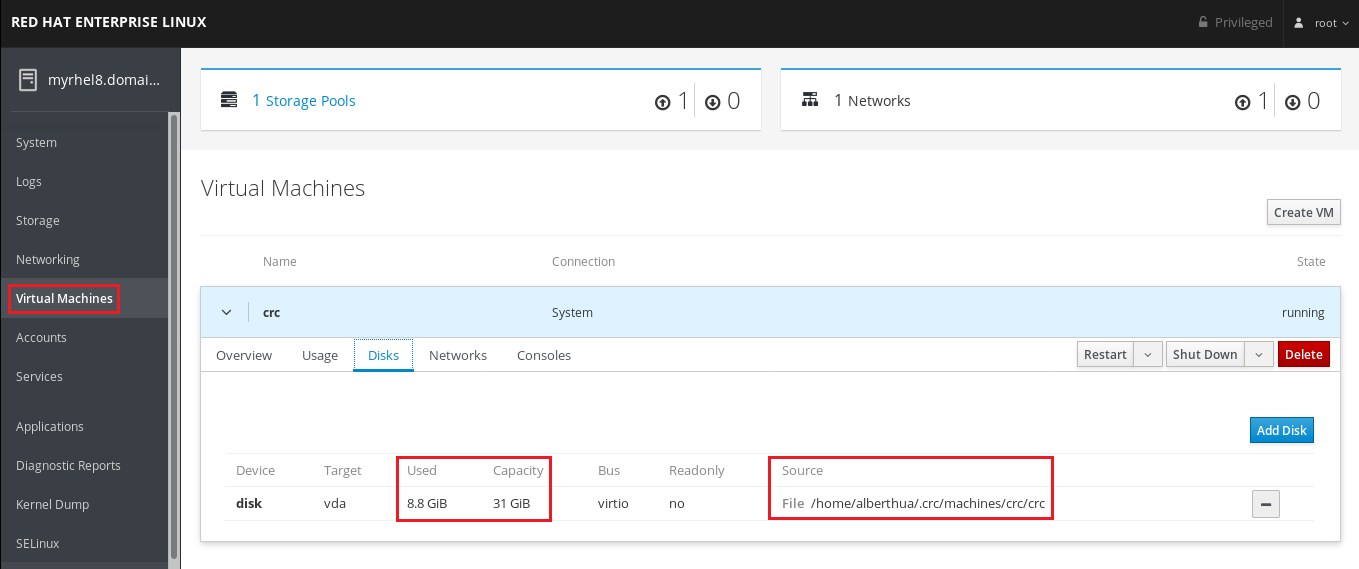 RED HAT ENTERPRISE LINUX
Privileged
root
myrhel8.domai...
System
Logs
Storage
Networking
Virtual Machines
Accounts
Services
Applications
Diagnostic Reports
Kernel Dump
SELinux
1 Storage Pools 1 0
1 Networks 1 0
Virtual Machines
Create VM
Name Connection State
crc System running
Overview Usage Disks Networks Consoles Restart Shut Down Delete
Add Disk
Device Target Used Capacity Bus Readonly Source
disk vda 8.8 GiB 31 GiB virtio no File /home/alberthua/.crc/machines/crc/crc